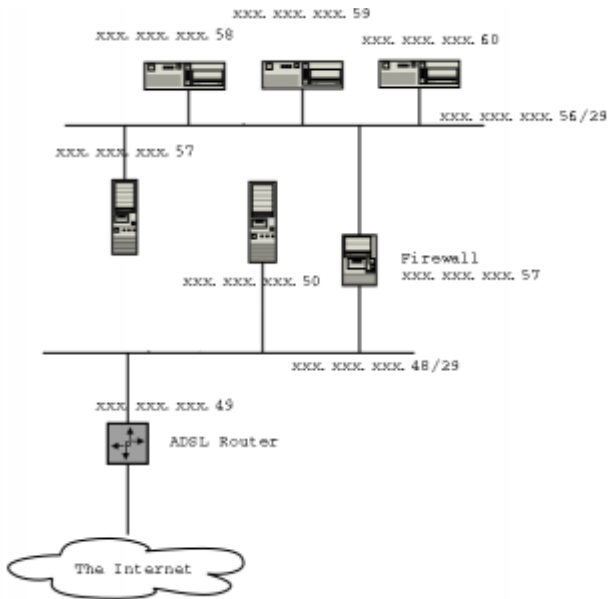 xxx. xxx. xxx. 59
xxx. xxx. xxx. 58
xxx. xxx. xxx. 60
xxx. xxx. xxx. 56/29
xxx. xxx. xxx. 57
Firewall
xxx. xxx. xxx. 57
xxx. xxx. xxx. 50
xxx. xxx. xxx. 48/29
xxx. xxx. xxx. 49
ADSL Router
The Internet